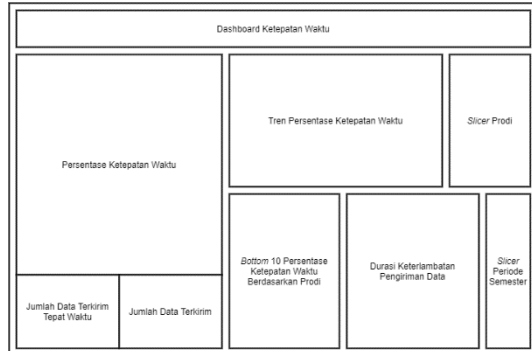 Dashboard Ketepatan Waktu
Persentase Ketepatan Waktu
Tren Persentase Ketepatan Waktu
Slicer Prodi
Jumlah Data Terkirim
Tepat Waktu
Jumlah Data Terkirim
Bottom 10 Persentase
Ketepatan Waktu
Berdasarkan Prodi
Durasi Keterlambatan
Pengiriman Data
Slicer
Periode
Semester